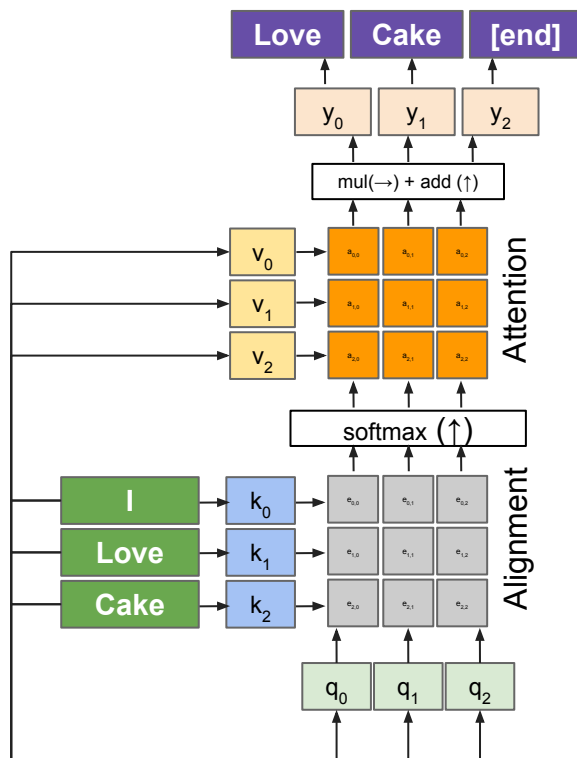 Love Cake [end]
y0 y1 y2
mul(→) + add (↑)
v0 a0,0 a0,1 a0,2
v1 a1,0 a1,1 a1,2
v2 a2,0 a2,1 a2,2
Attention
softmax (↑)
I k0 e0,0 e0,1 e0,2
Love k1 e1,0 e1,1 e1,2
Cake k2 e2,0 e2,1 e2,2
Alignment
q0 q1 q2